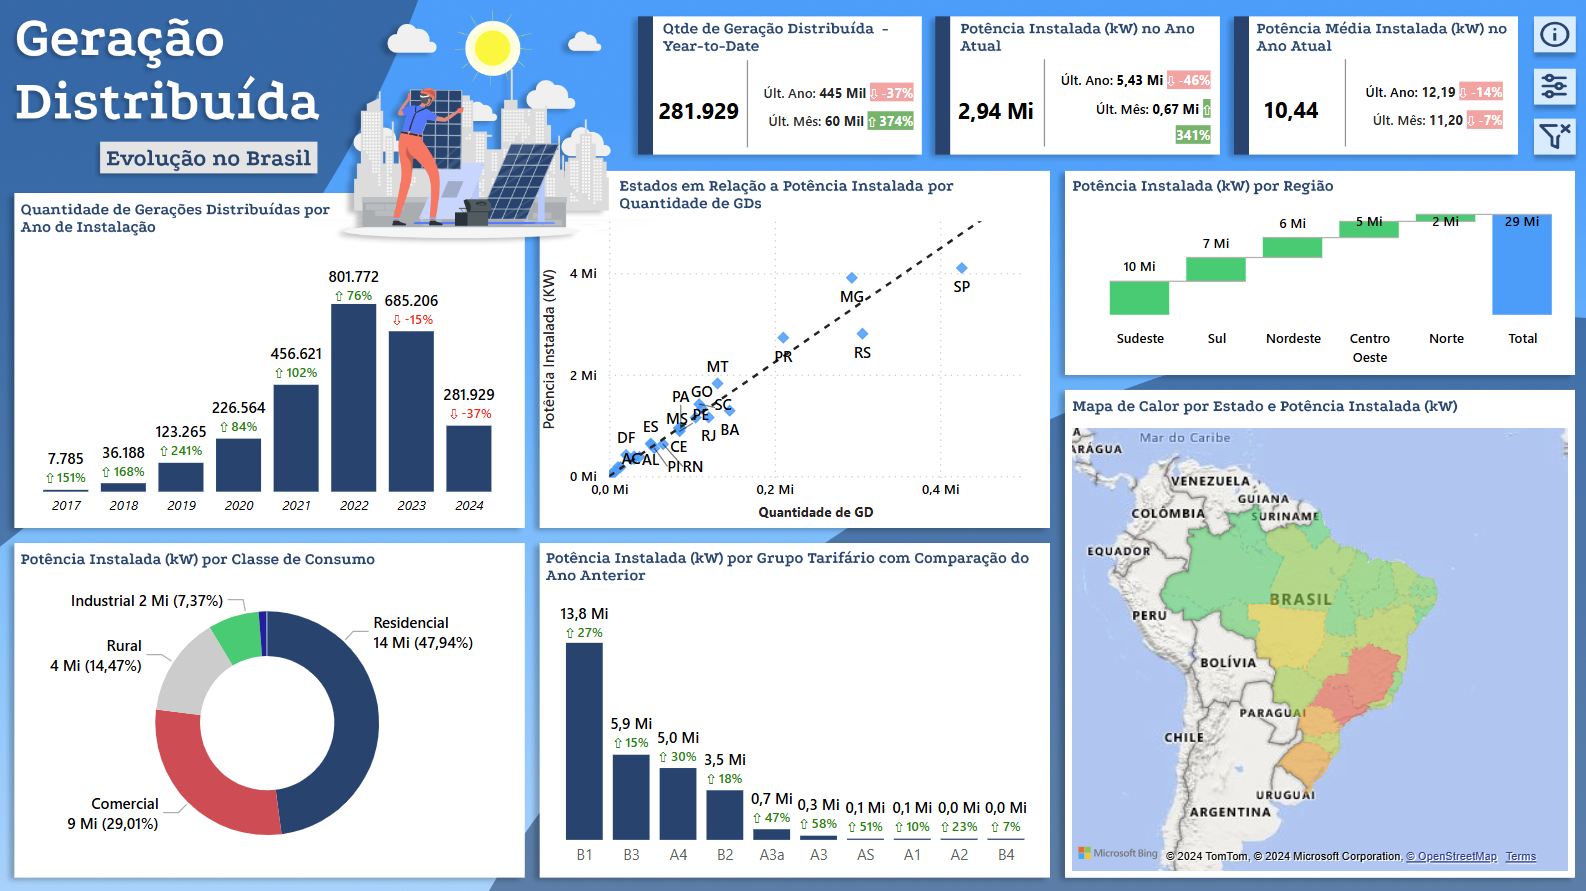 Geração
Distribuída
Evolução no Brasil
Qtde de Geração Distribuída -
Year-to-Date
281.929
Últ. Ano: 445 Mil ⇩ -37%
Últ. Mês: 60 Mil ⇧ 374%
Potência Instalada (kW) no Ano
Atual
2,94 Mi
Últ. Ano: 5,43 Mi ⇩ -46%
Últ. Mês: 0,67 Mi ⇧
341%
Potência Média Instalada (kW) no
Ano Atual
10,44
Últ. Ano: 12,19 ⇩ -14%
Últ. Mês: 11,20 ⇩ -7%
Quantidade de Gerações Distribuídas por
Ano de Instalação
7.785
⇧ 151%
36.188
⇧ 168%
123.265
⇧ 241%
226.564
⇧ 84%
456.621
⇧ 102%
801.772
⇧ 76%
685.206
⇩ -15%
281.929
⇩ -37%
2017 2018 2019 2020 2021 2022 2023 2024
Estados em Relação a Potência Instalada por
Quantidade de GDs
Potência Instalada (KW)
4 Mi
2 Mi
0 Mi
SP
MG
RS
PR
MT
PA GO SC
MS PE
ES RJ BA
DF CE
AC AL PI RN
0,0 Mi 0,2 Mi 0,4 Mi
Quantidade de GD
Potência Instalada (kW) por Região
10 Mi 7 Mi 6 Mi 5 Mi 2 Mi 29 Mi
Sudeste Sul Nordeste Centro
Oeste Norte Total
Potência Instalada (kW) por Classe de Consumo
Industrial 2 Mi (7,37%)
Residencial
14 Mi (47,94%)
Rural
4 Mi (14,47%)
Comercial
9 Mi (29,01%)
Potência Instalada (kW) por Grupo Tarifário com Comparação do
Ano Anterior
13,8 Mi
⇧ 27%
5,9 Mi
⇧ 15%
5,0 Mi
⇧ 30%
3,5 Mi
⇧ 18%
0,7 Mi
⇧ 47%
0,3 Mi
⇧ 58%
0,1 Mi
⇧ 51%
0,1 Mi
⇧ 10%
0,0 Mi
⇧ 23%
0,0 Mi
⇧ 7%
B1 B3 A4 B2 A3a A3 AS A1 A2 B4
Mapa de Calor por Estado e Potência Instalada (kW)
Mar do Caribe
A
ARÁGUA
VENEZUELA
GUIANA
COLÔMBIA
SURINAME
EQUADOR
BRASIL
PERU
BOLÍVIA
PARAGUAI
CHILE
URUGUAI
ARGENTINA
Microsoft Bing
© 2024 TomTom, © 2024 Microsoft Corporation, © OpenStreetMap Terms